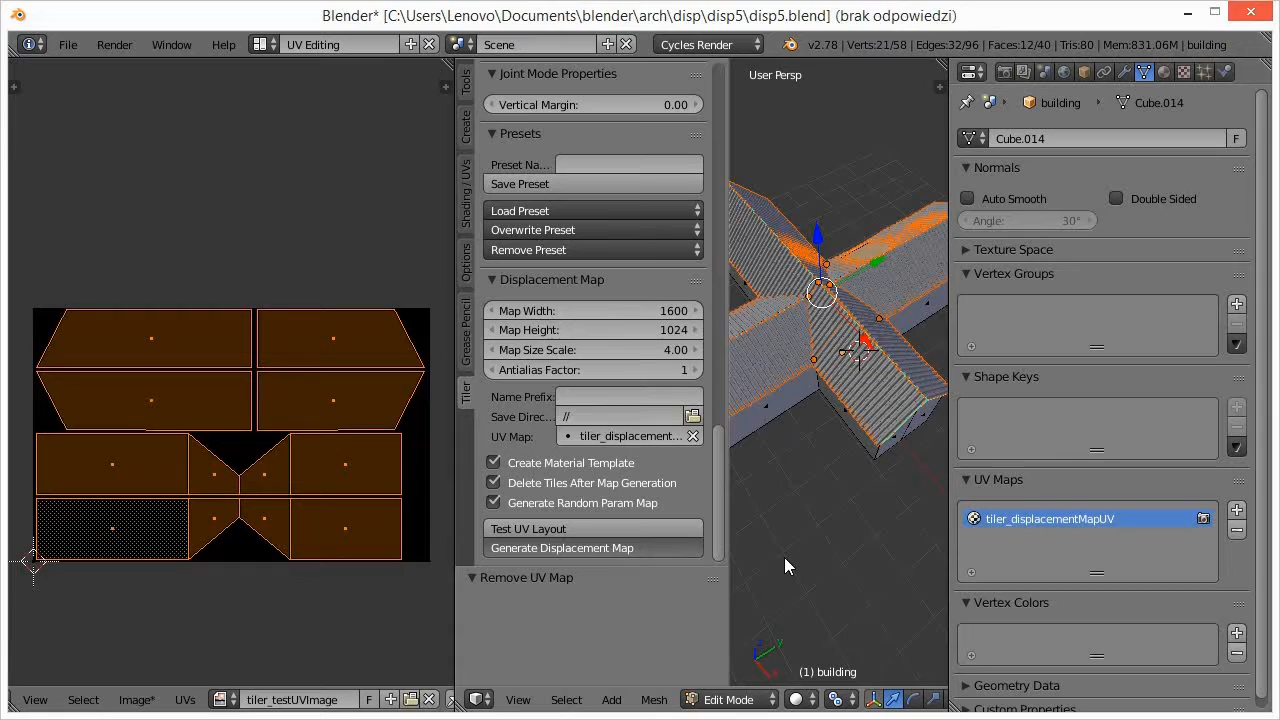 Blender* [C:\Users\Lenovo\Documents\blender\arch\disp\disp5\disp5.blend] (brak odpowiedzi)
File Render Window Help UV Editing Scene Cycles Render v2.78 | Verts:21/58 | Edges:32/96 | Faces:12/40 | Tris:80 | Mem:831.06M | building
Tools
Create
Shading / UVs
Options
Grease Pencil
Tiler
Joint Mode Properties
Vertical Margin: 0.00
Presets
Preset Na...
Save Preset
Load Preset
Overwrite Preset
Remove Preset
Displacement Map
Map Width: 1600
Map Height: 1024
Map Size Scale: 4.00
Antialias Factor: 1
Name Prefix:
Save Direc... //
UV Map: tiler_displacement...
Create Material Template
Delete Tiles After Map Generation
Generate Random Param Map
Test UV Layout
Generate Displacement Map
Remove UV Map
User Persp
(1) building
building Cube.014
Cube.014 F
Normals
Auto Smooth Double Sided
Angle: 30°
Texture Space
Vertex Groups
Shape Keys
UV Maps
tiler_displacementMapUV
Vertex Colors
Geometry Data
Custom Properties
View Select Image* UVs tiler_testUVImage F
View Select Add Mesh Edit Mode